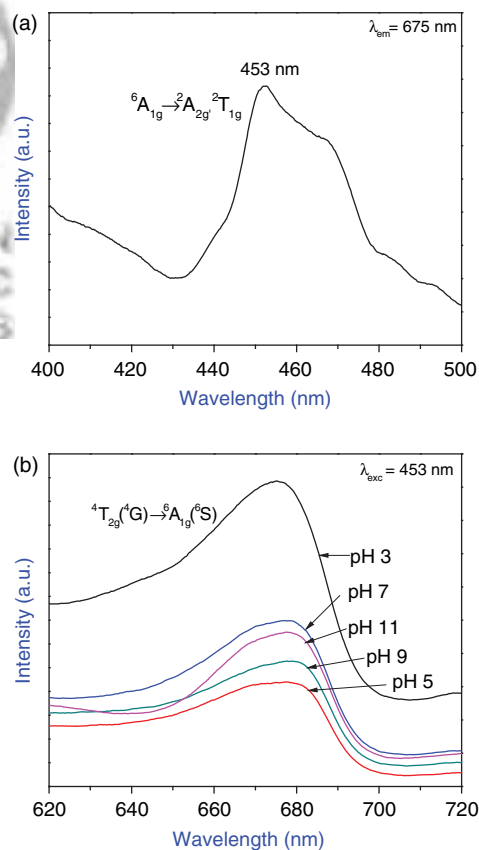 (a)
λem= 675 nm
453 nm
6A1g→2A2g' 2T1g
Intensity (a.u.)
400 420 440 460 480 500
Wavelength (nm)
(b)
λexc= 453 nm
4T2g(4G)→6A1g(6S)
pH 3
pH 7
pH 11
pH 9
pH 5
Intensity (a.u.)
620 640 660 680 700 720
Wavelength (nm)